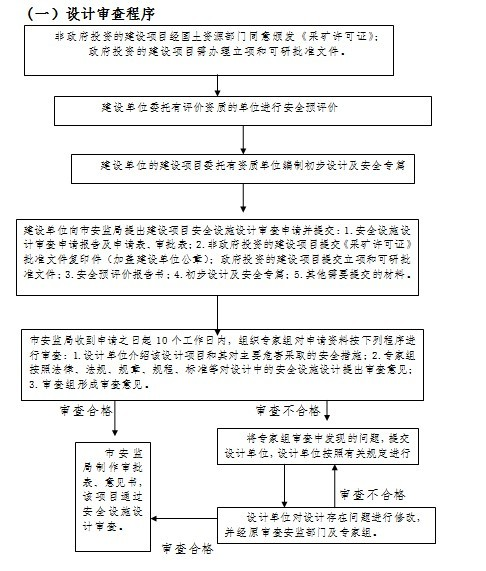 （一）设计审查程序
非政府投资的建设项目经国土资源部门同意颁发《采矿许可证》；
政府投资的建设项目需办理立项和可研批准文件。
建设单位委托有评价资质的单位进行安全预评价
建设单位的建设项目委托有资质单位编制初步设计及安全专篇
建设单位向市安监局提出建设项目安全设施设计审查申请并提交：1.安全设施设
计审查申请报告及申请表、审批表；2.非政府投资的建设项目提交《采矿许可证》
批准文件复印件（加盖建设单位公章）；政府投资的建设项目提交立项和可研批
准文件；3.安全预评价报告书；4.初步设计及安全专篇；5.其他需要提交的材料。
市安监局收到申请之日起 10 个工作日内，组织专家组对申请资料按下列程序
进行审查：1.设计单位介绍该设计项目和其对主要危害采取的安全措施；2.专家组
按照法律、法规、规章、规程、标准等对设计中的安全设施设计提出审查意见；
3.审查组形成审查意见。
审查合格
审查不合格
市安监
局制作审批
表、意见书，
该项目通过
安全设施设
计审查。
将专家组审查中发现的问题，提交
设计单位，设计单位按照有关规定进行
审查不合格
设计单位对设计存在问题进行修改，
并经原审查安监部门及专家组。
审查合格